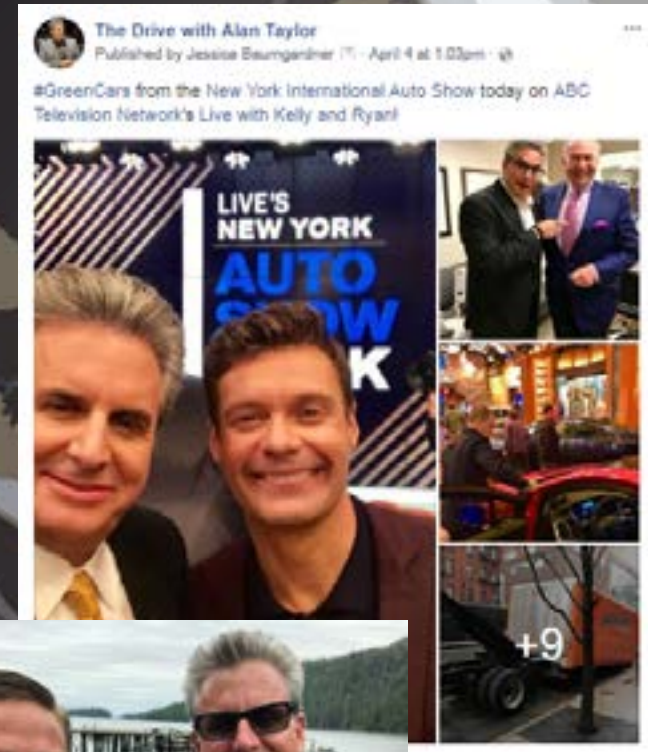 The Drive with Alan Taylor
Published by Jessica Baumgardner · April 4 at 1:03pm ·
#GreenCars from the New York International Auto Show today on ABC
Television Network's Live with Kelly and Ryan!
LIVE'S
NEW YORK
AUTO
SHOW
K
+9